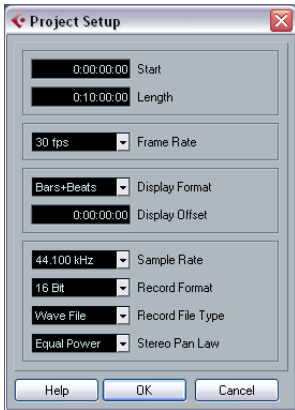 Project Setup
0:00:00:00 Start
0:10:00:00 Length
30 fps Frame Rate
Bars+Beats Display Format
0:00:00:00 Display Offset
44.100 kHz Sample Rate
16 Bit Record Format
Wave File Record File Type
Equal Power Stereo Pan Law
Help OK Cancel